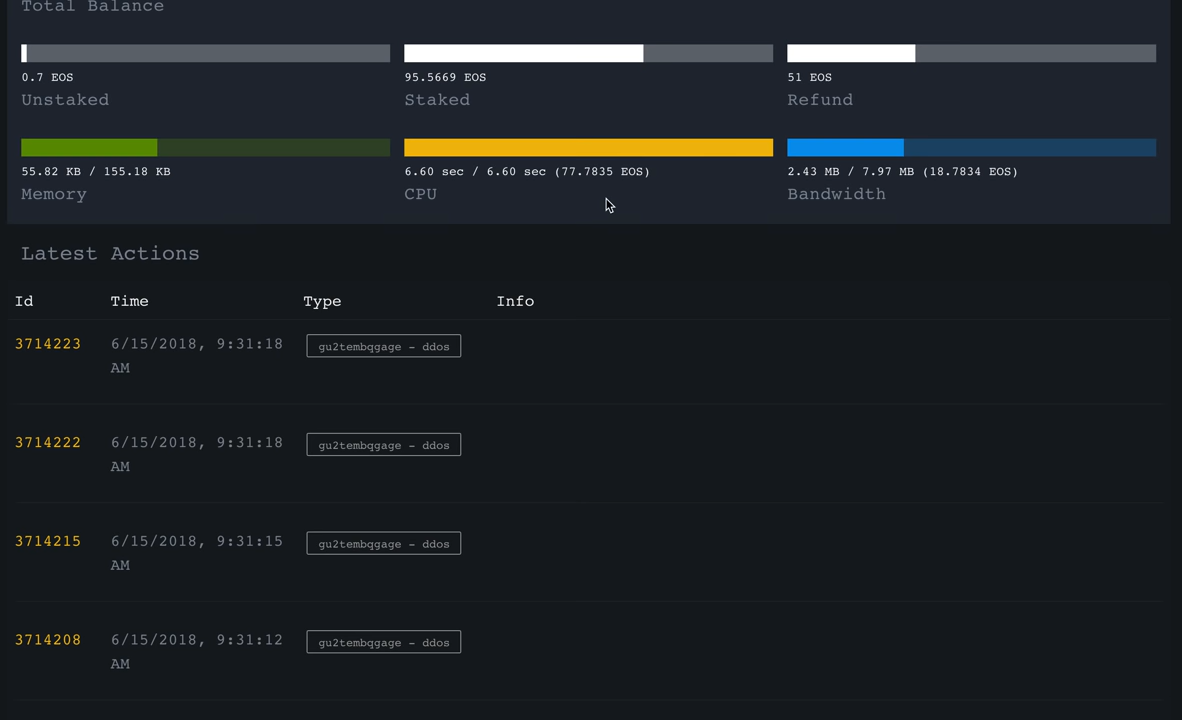 Total Balance
0.7 EOS
Unstaked
95.5669 EOS
Staked
51 EOS
Refund
55.82 KB / 155.18 KB
Memory
6.60 sec / 6.60 sec (77.7835 EOS)
CPU
2.43 MB / 7.97 MB (18.7834 EOS)
Bandwidth
Latest Actions
Id Time Type Info
3714223 6/15/2018, 9:31:18 gu2tembqgage - ddos
AM
3714222 6/15/2018, 9:31:18 gu2tembqgage - ddos
AM
3714215 6/15/2018, 9:31:15 gu2tembqgage - ddos
AM
3714208 6/15/2018, 9:31:12 gu2tembqgage - ddos
AM